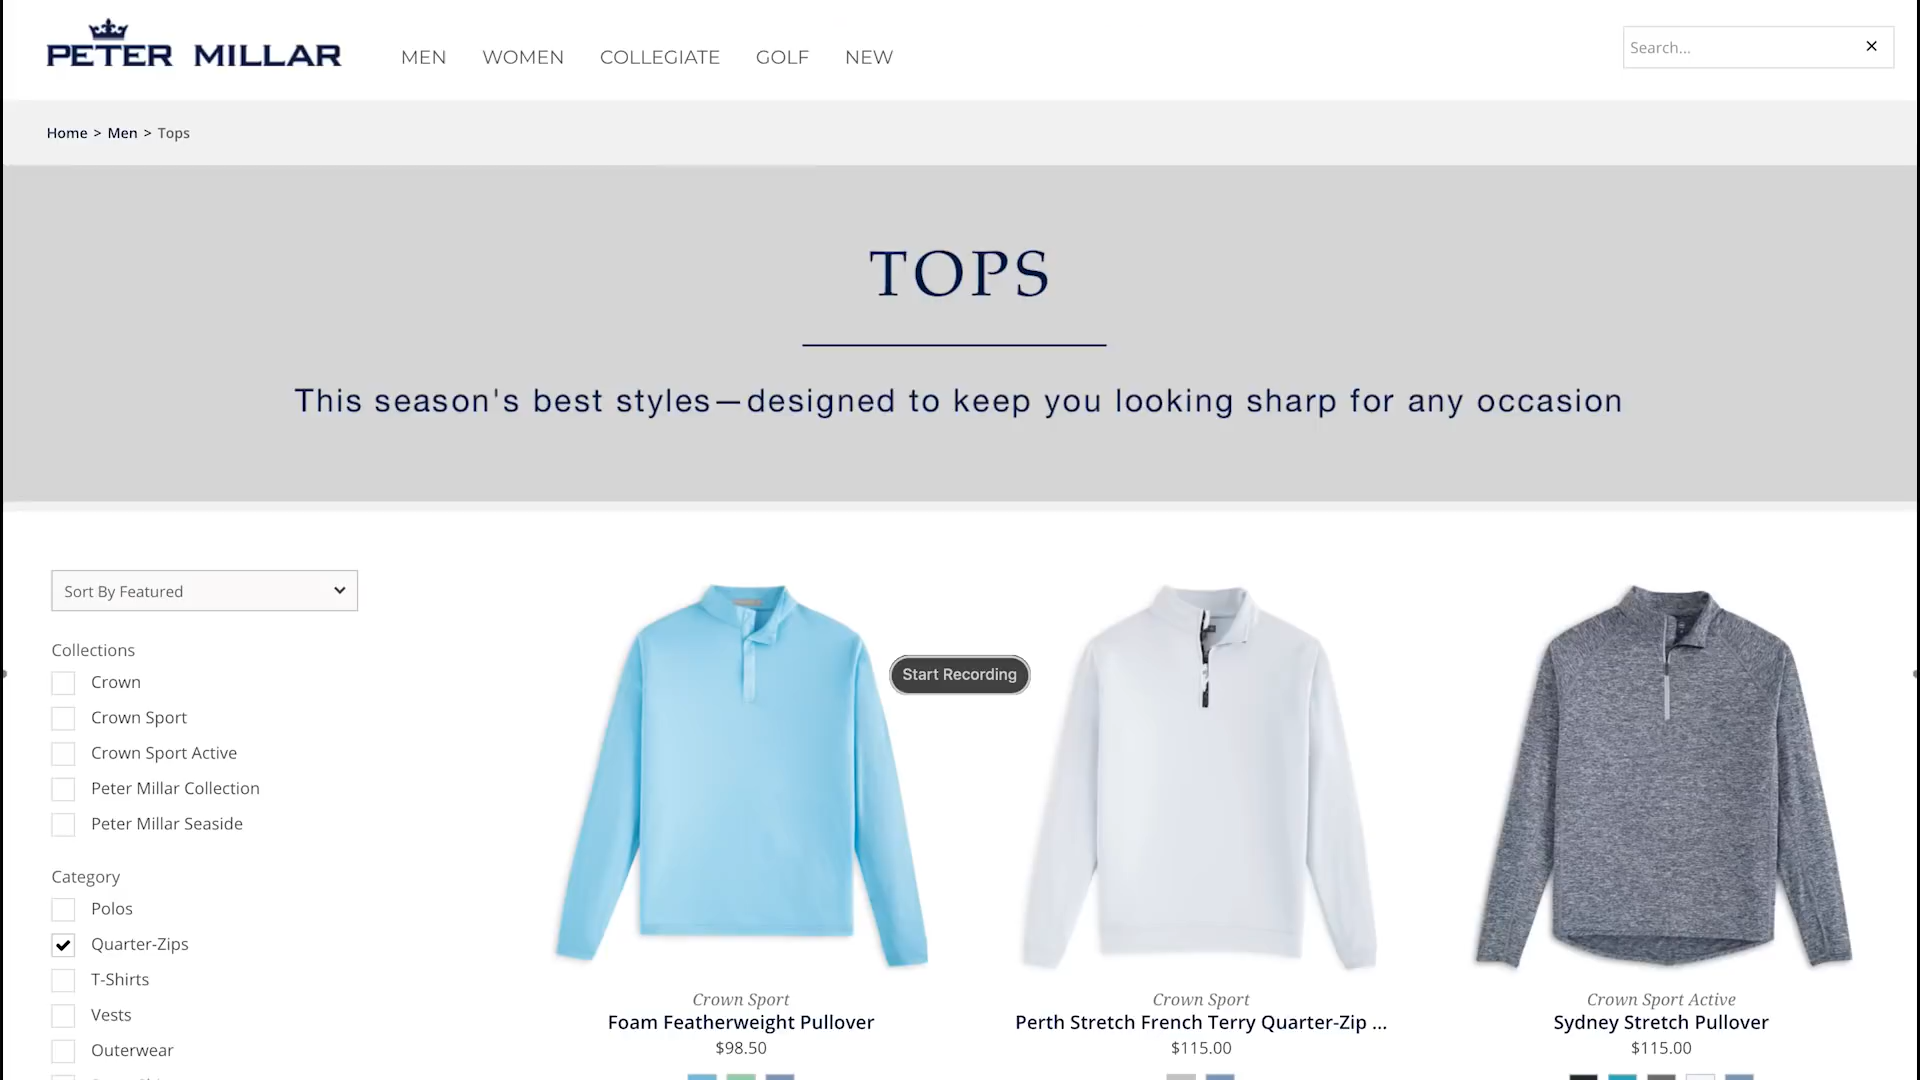 PETER MILLAR
MEN WOMEN COLLEGIATE GOLF NEW
Search...
Home > Men > Tops
TOPS
This season's best styles—designed to keep you looking sharp for any occasion
Sort By Featured
Collections
Crown
Crown Sport
Crown Sport Active
Peter Millar Collection
Peter Millar Seaside
Category
Polos
Quarter-Zips
T-Shirts
Vests
Outerwear
Start Recording
Crown Sport
Foam Featherweight Pullover
$98.50
Crown Sport
Perth Stretch French Terry Quarter-Zip ...
$115.00
Crown Sport Active
Sydney Stretch Pullover
$115.00